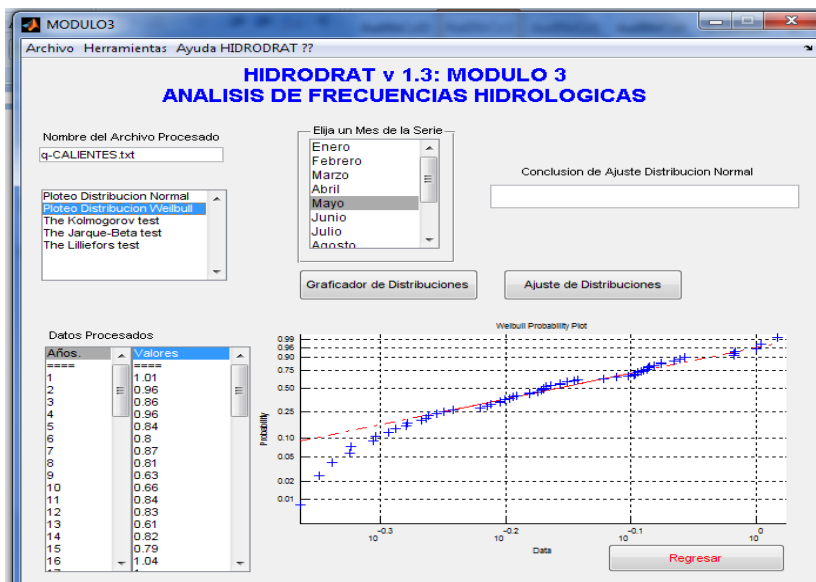 MODULO3
Archivo Herramientas Ayuda HIDRODRAT ??
HIDRODRAT v 1.3: MODULO 3
ANALISIS DE FRECUENCIAS HIDROLOGICAS
Nombre del Archivo Procesado
q-CALIENTES.txt
Ploteo Distribucion Normal
Ploteo Distribucion Weibull
The Kolmogorov test
The Jarque-Beta test
The Lilliefors test
Elija un Mes de la Serie
Enero
Febrero
Marzo
Abril
Mayo
Junio
Julio
Agosto
Conclusion de Ajuste Distribucion Normal
Graficador de Distribuciones
Ajuste de Distribuciones
Datos Procesados
Años. Valores
==== ====
1 1.01
2 0.96
3 0.86
4 0.96
5 0.84
6 0.8
7 0.87
8 0.81
9 0.63
10 0.66
11 0.84
12 0.83
13 0.61
14 0.82
15 0.79
16 1.04
Weibull Probability Plot
Probability
0.99
0.96
0.90
0.75
0.50
0.25
0.10
0.05
0.02
0.01
10^-0.3 10^-0.2 10^-0.1 10^0
Data
Regresar